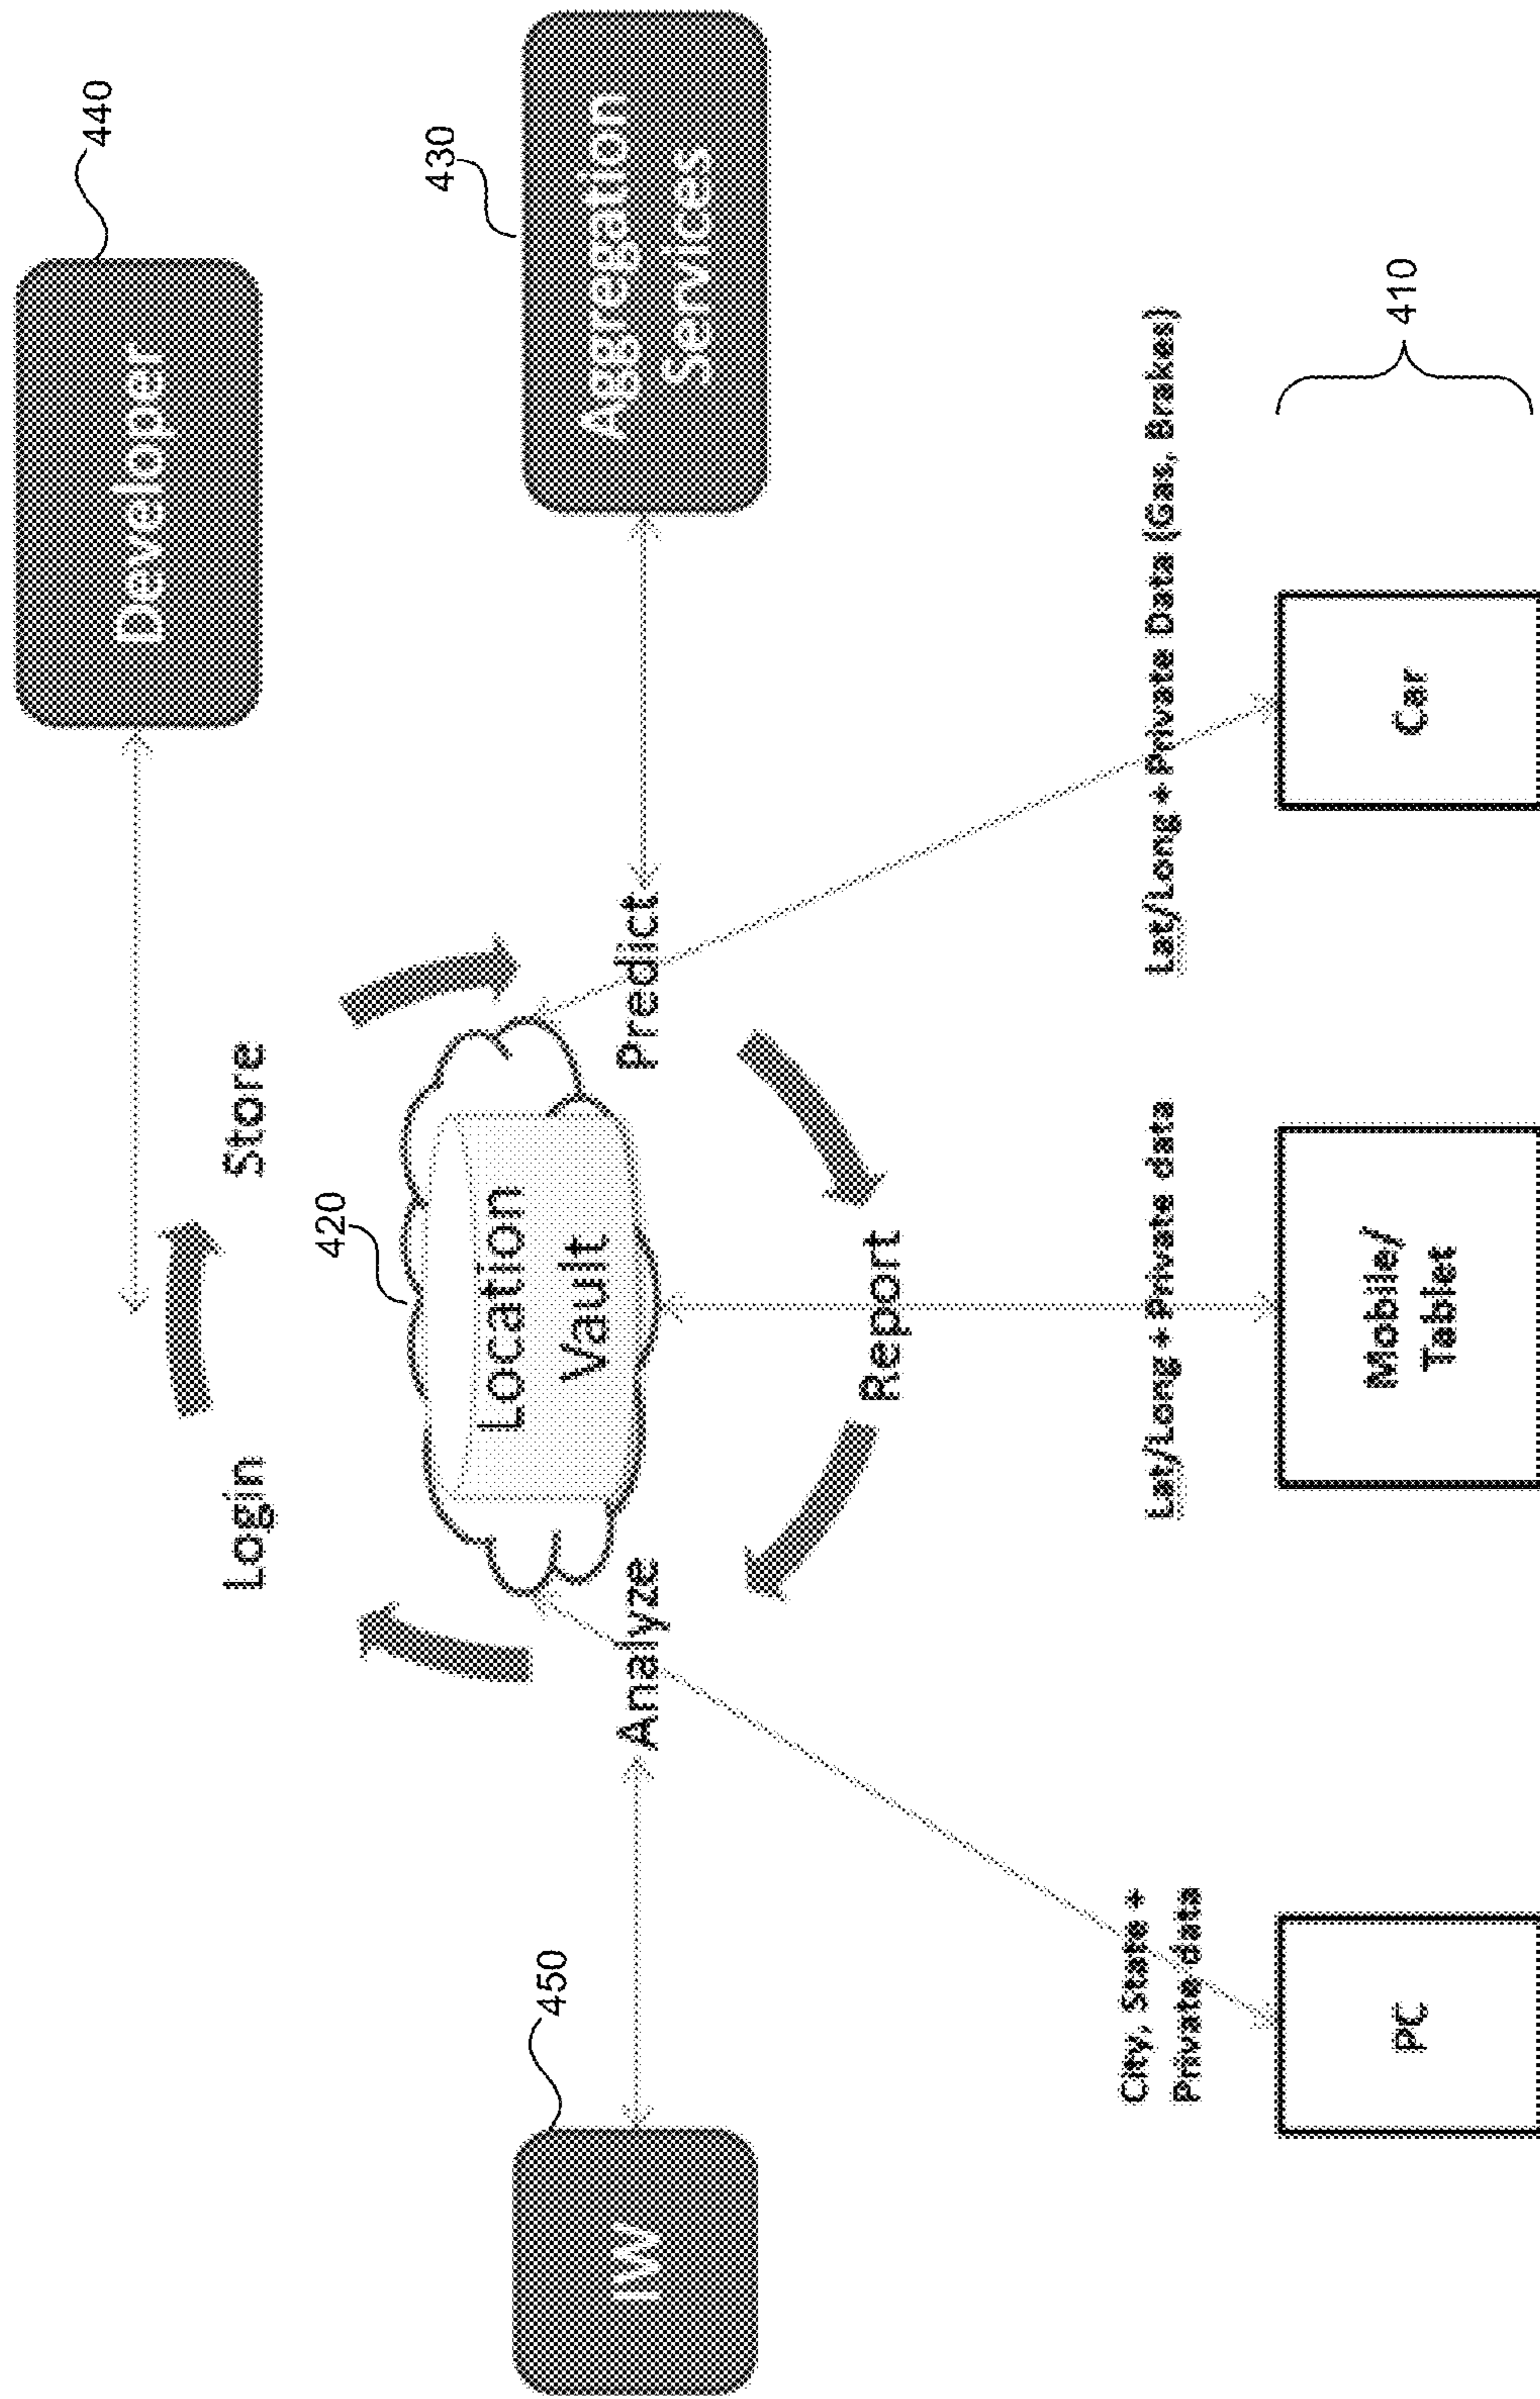 440
Developer
Login
Store
430
420
Aggregation
Services
450
IW
Location
Vault
Analyze
Predict
Report
City, State +
Private data
Lat/Long + Private data
Lat/Long + Private Data (Gas, Brakes)
PC
Mobile/
Tablet
Car
410